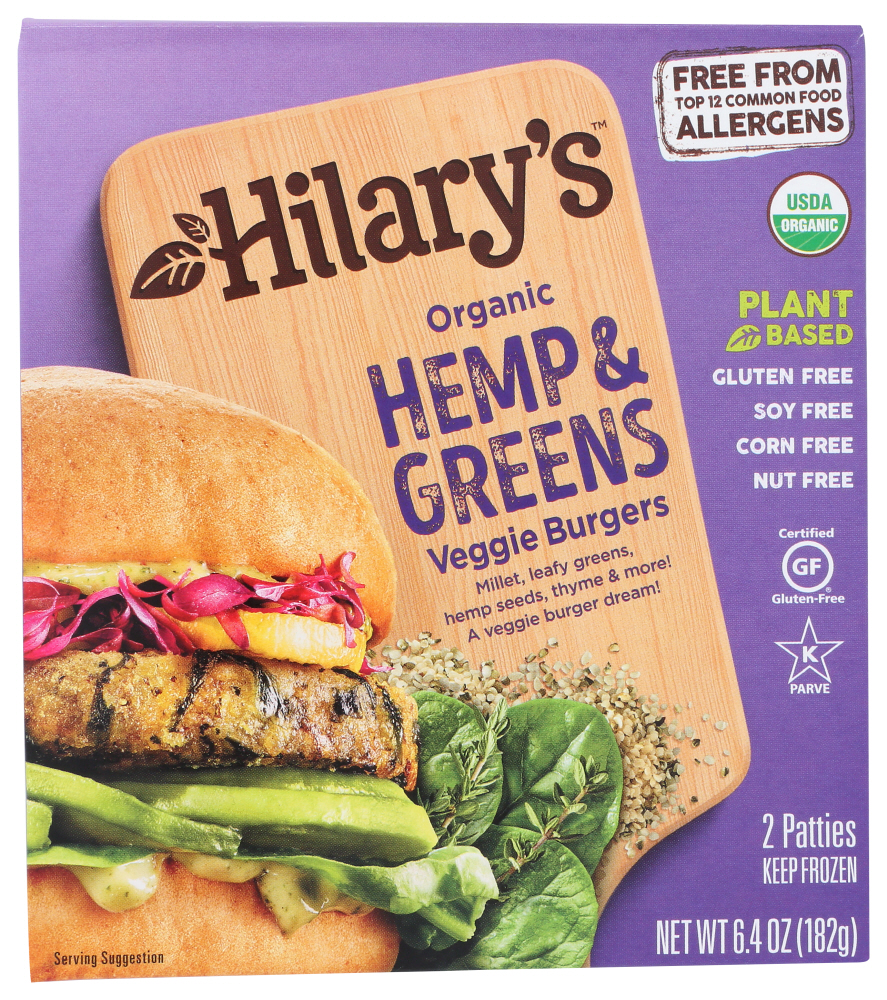 FREE FROM
TOP 12 COMMON FOOD
ALLERGENS
Hilary's™
USDA
ORGANIC
Organic
HEMP &
GREENS
Veggie Burgers
Millet, leafy greens,
hemp seeds, thyme & more!
A veggie burger dream!
PLANT
BASED
GLUTEN FREE
SOY FREE
CORN FREE
NUT FREE
Certified
GF®
Gluten-Free
K
PARVE
2 Patties
KEEP FROZEN
NET WT 6.4 OZ (182g)
Serving Suggestion